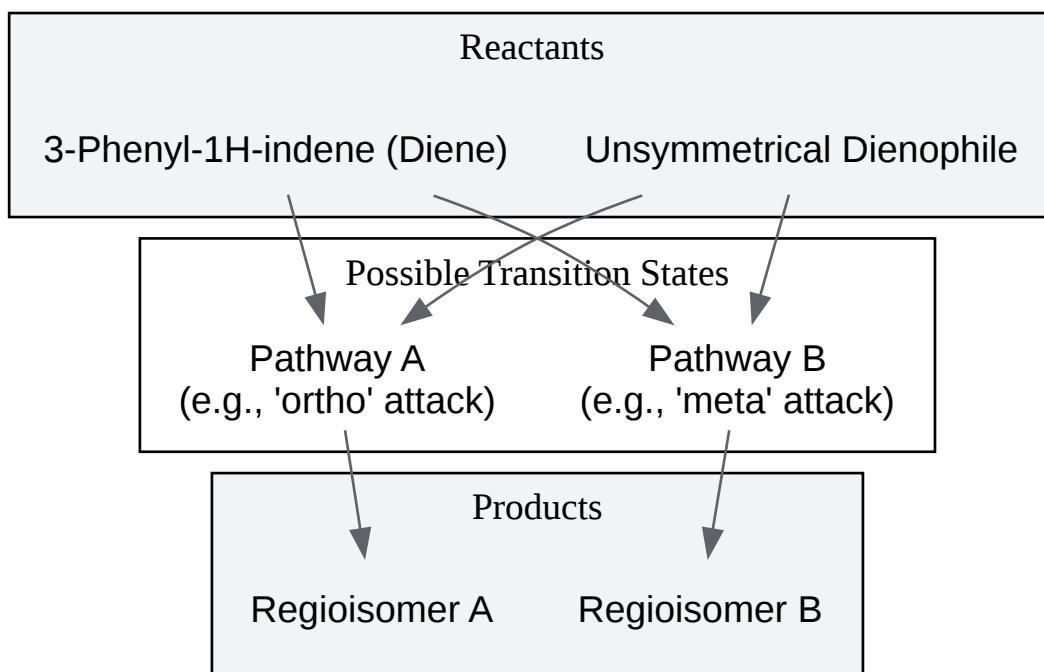 Reactants
3-Phenyl-1H-indene (Diene)
Unsymmetrical Dienophile
Possible Transition States
Pathway A
(e.g., 'ortho' attack)
Pathway B
(e.g., 'meta' attack)
Products
Regioisomer A
Regioisomer B